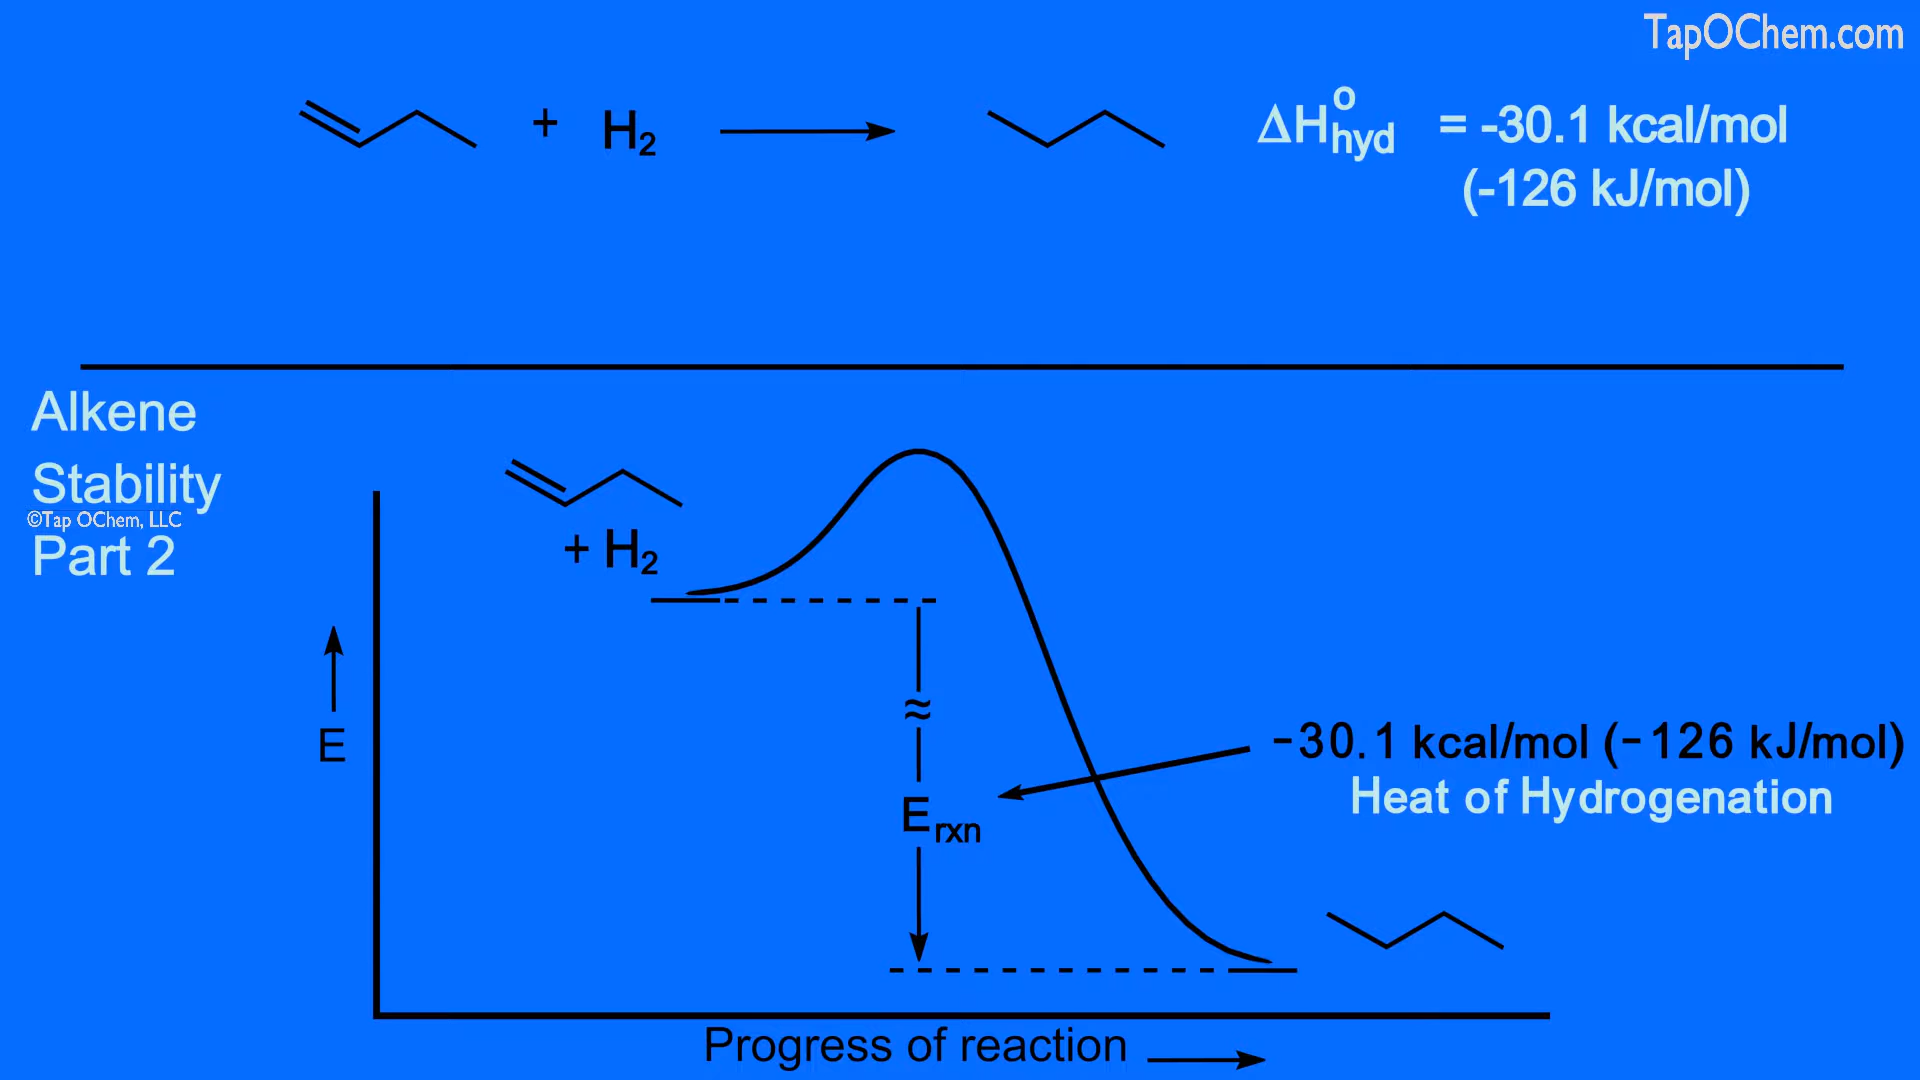 TapOChem.com
+ H₂
ΔH°hyd = -30.1 kcal/mol
(-126 kJ/mol)
Alkene
Stability
©Tap OChem, LLC
Part 2
+ H₂
E
≈
Erxn
-30.1 kcal/mol (-126 kJ/mol)
Heat of Hydrogenation
Progress of reaction